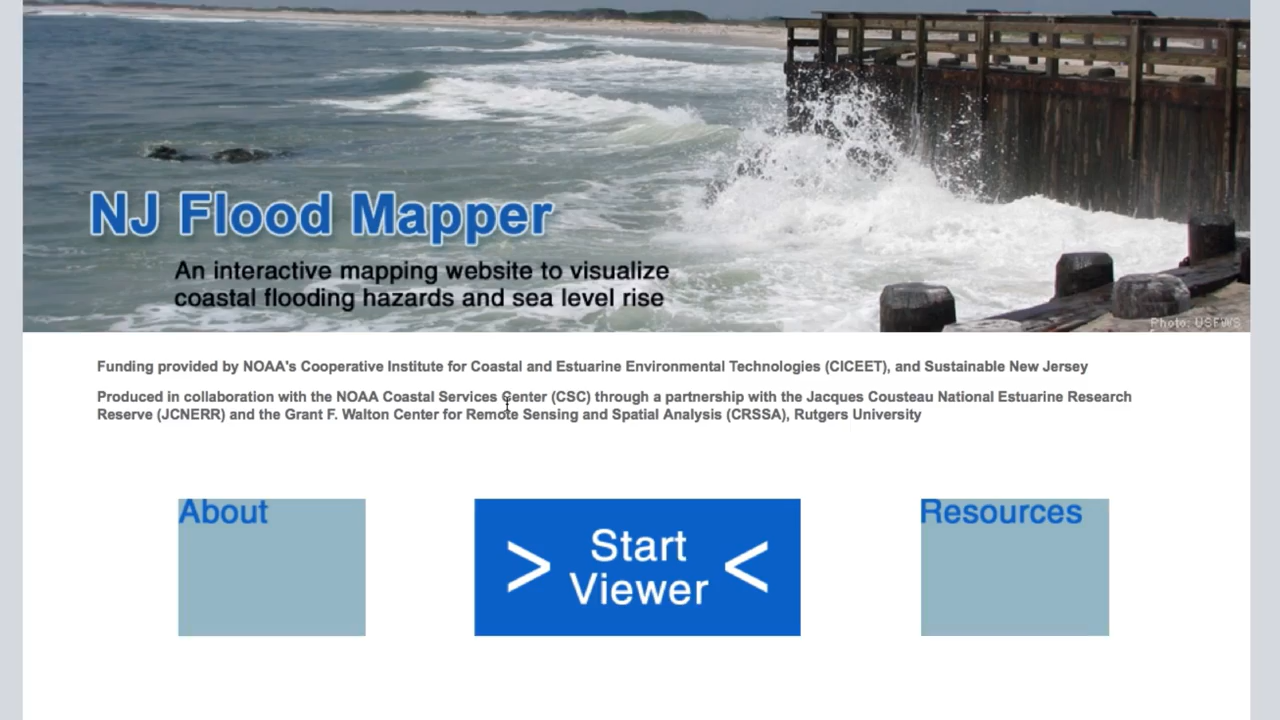 NJ Flood Mapper
An interactive mapping website to visualize
coastal flooding hazards and sea level rise
Photo: USFWS
Funding provided by NOAA's Cooperative Institute for Coastal and Estuarine Environmental Technologies (CICEET), and Sustainable New Jersey
Produced in collaboration with the NOAA Coastal Services Center (CSC) through a partnership with the Jacques Cousteau National Estuarine Research
Reserve (JCNERR) and the Grant F. Walton Center for Remote Sensing and Spatial Analysis (CRSSA), Rutgers University
About
> Start <
Viewer
Resources